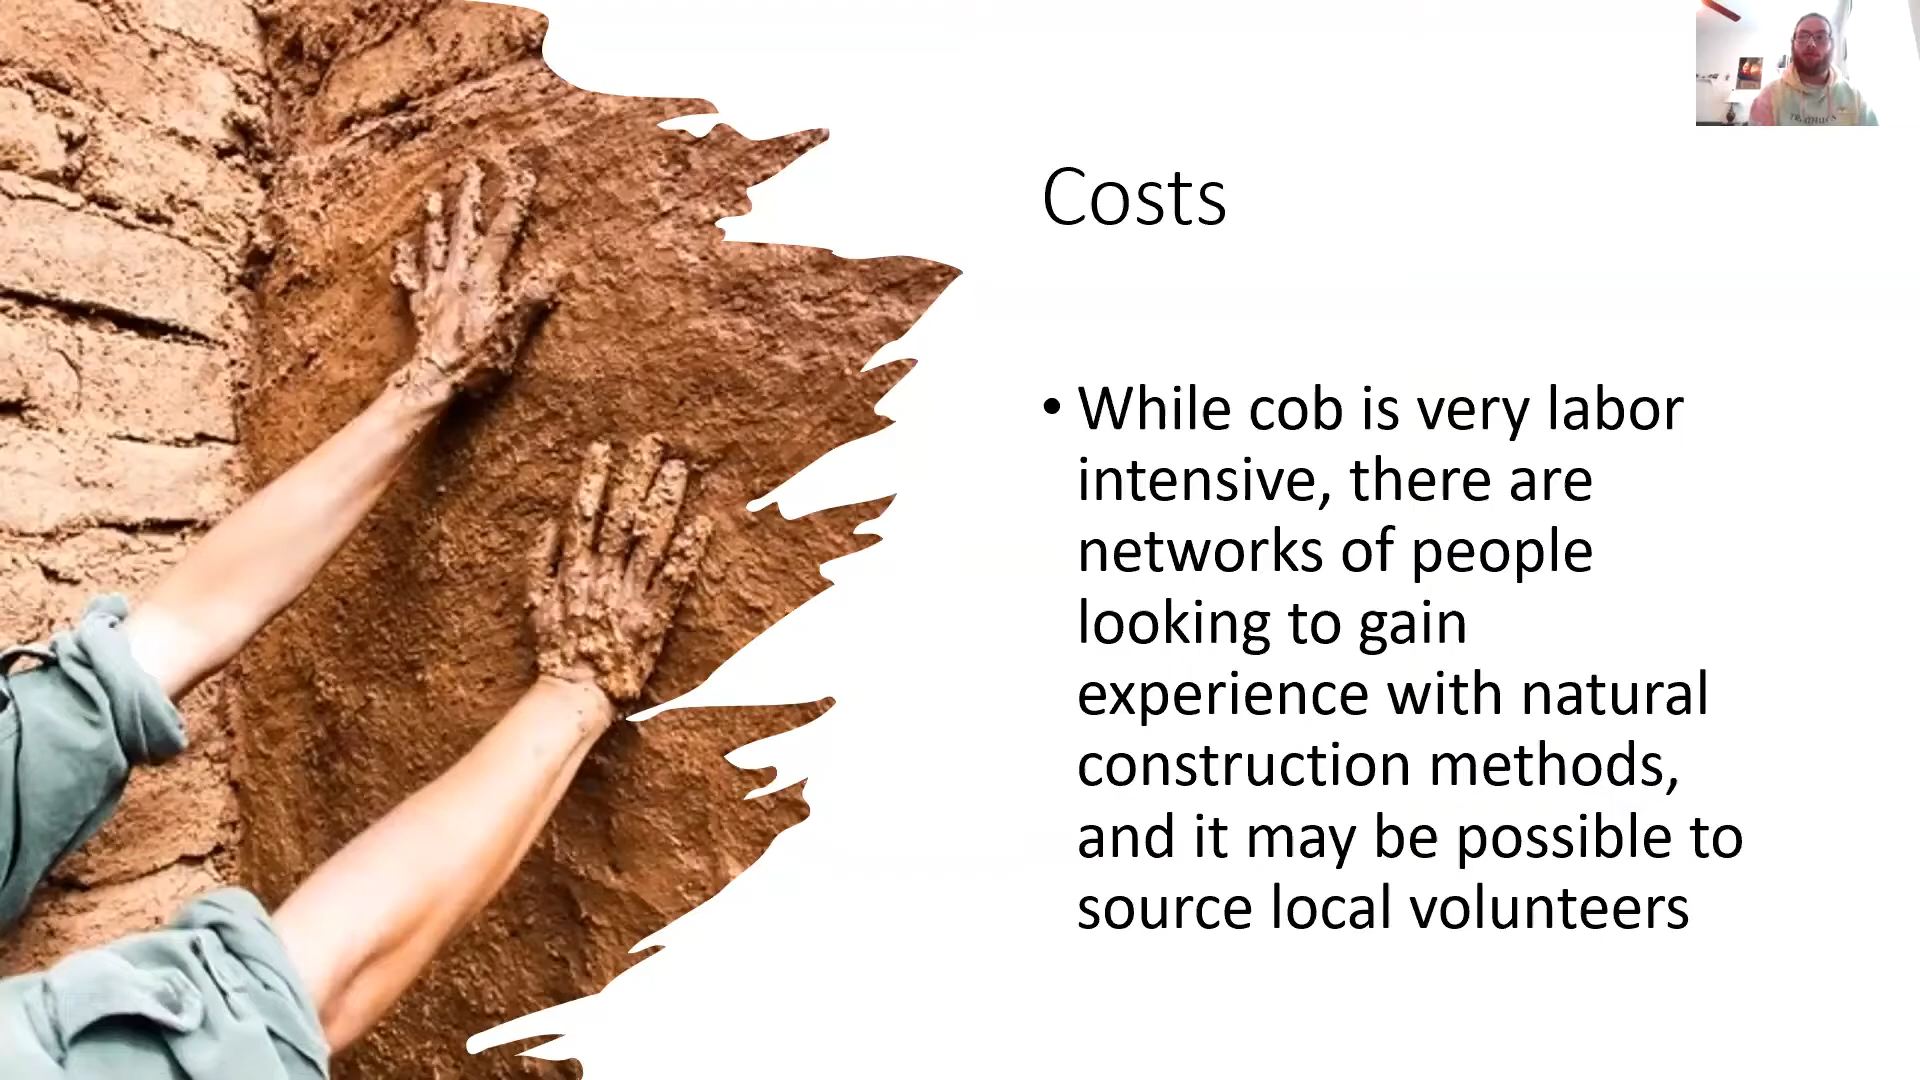 Costs
• While cob is very labor
intensive, there are
networks of people
looking to gain
experience with natural
construction methods,
and it may be possible to
source local volunteers